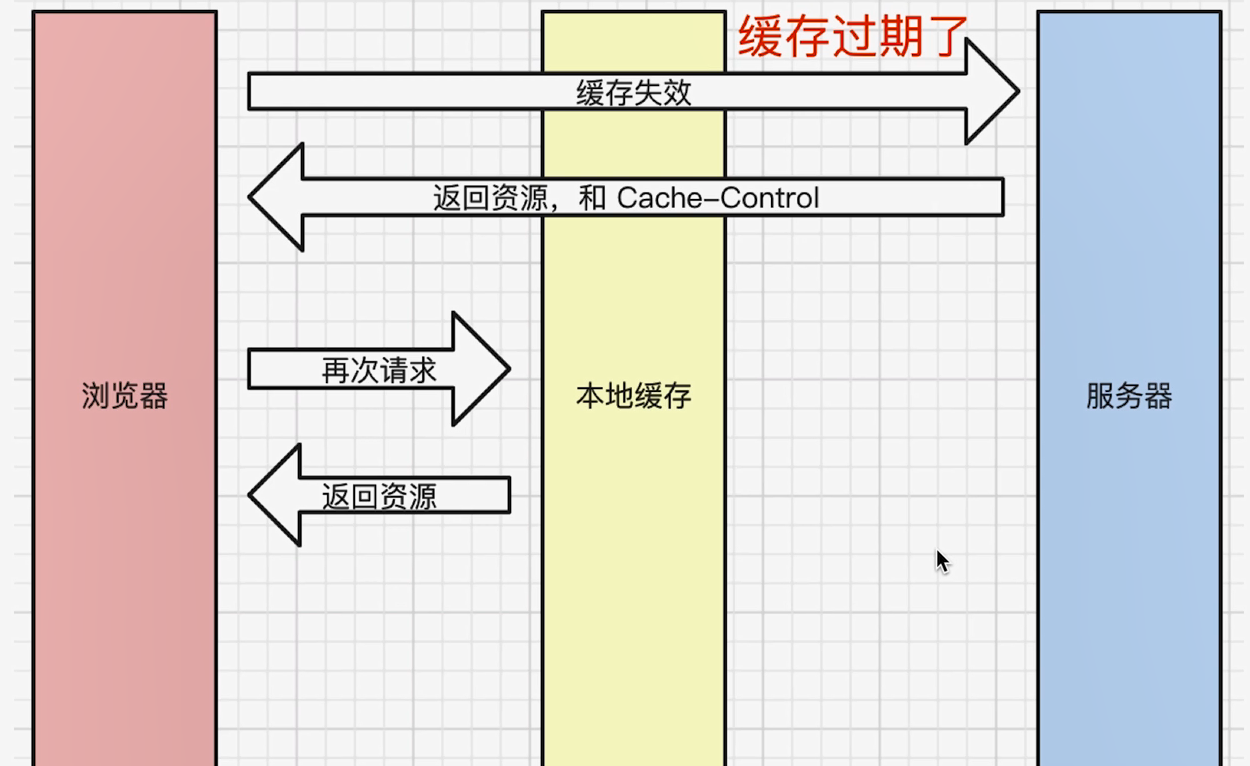 缓存过期了
缓存失效
返回资源，和 Cache-Control
再次请求
浏览器
本地缓存
服务器
返回资源